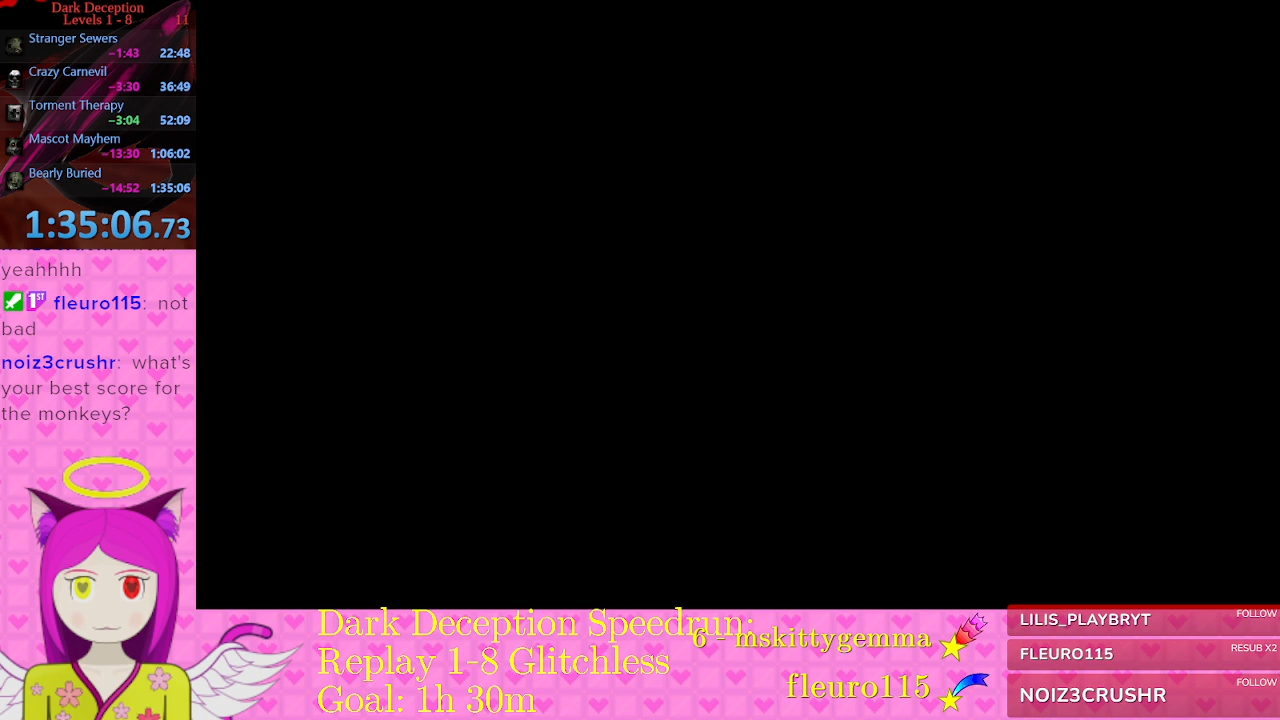 Dark Deception
Levels 1 - 8 11
Stranger Sewers
−1:43 22:48
Crazy Carnevil
−3:30 36:49
Torment Therapy
−3:04 52:09
Mascot Mayhem
−13:30 1:06:02
Bearly Buried
−14:52 1:35:06
1:35:06.73
yeahhhh
1ST fleuro115: not
bad
noiz3crushr: what's
your best score for
the monkeys?
Dark Deception Speedrun:
Replay 1-8 Glitchless
Goal: 1h 30m
6 - mskittygemma
fleuro115
LILIS_PLAYBRYT FOLLOW
FLEURO115 RESUB X2
NOIZ3CRUSHR FOLLOW